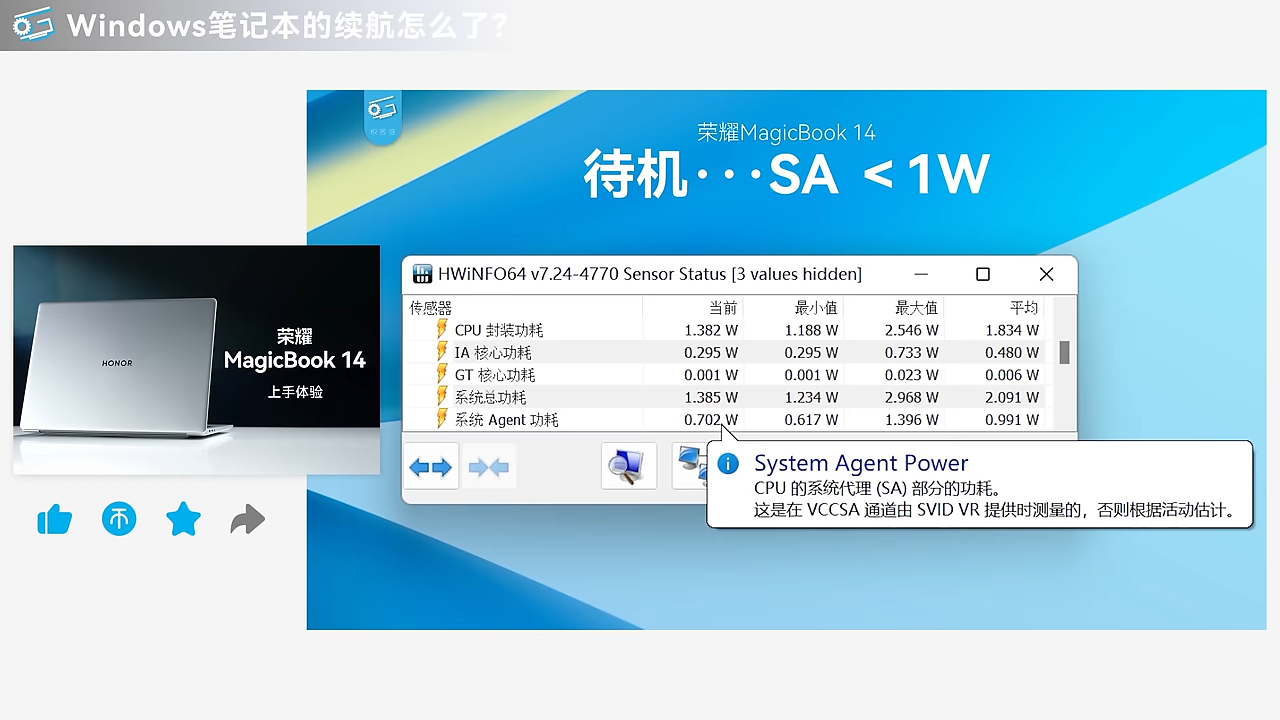 Windows笔记本的续航怎么了?
极客湾
荣耀MagicBook 14
待机···SA < 1W
HONOR
荣耀
MagicBook 14
上手体验
HWiNFO64 v7.24-4770 Sensor Status [3 values hidden]
传感器 当前 最小值 最大值 平均
CPU 封装功耗 1.382 W 1.188 W 2.546 W 1.834 W
IA 核心功耗 0.295 W 0.295 W 0.733 W 0.480 W
GT 核心功耗 0.001 W 0.001 W 0.023 W 0.006 W
系统总功耗 1.385 W 1.234 W 2.968 W 2.091 W
系统 Agent 功耗 0.702 W 0.617 W 1.396 W 0.991 W
System Agent Power
CPU 的系统代理 (SA) 部分的功耗。
这是在 VCCSA 通道由 SVID VR 提供时测量的，否则根据活动估计。